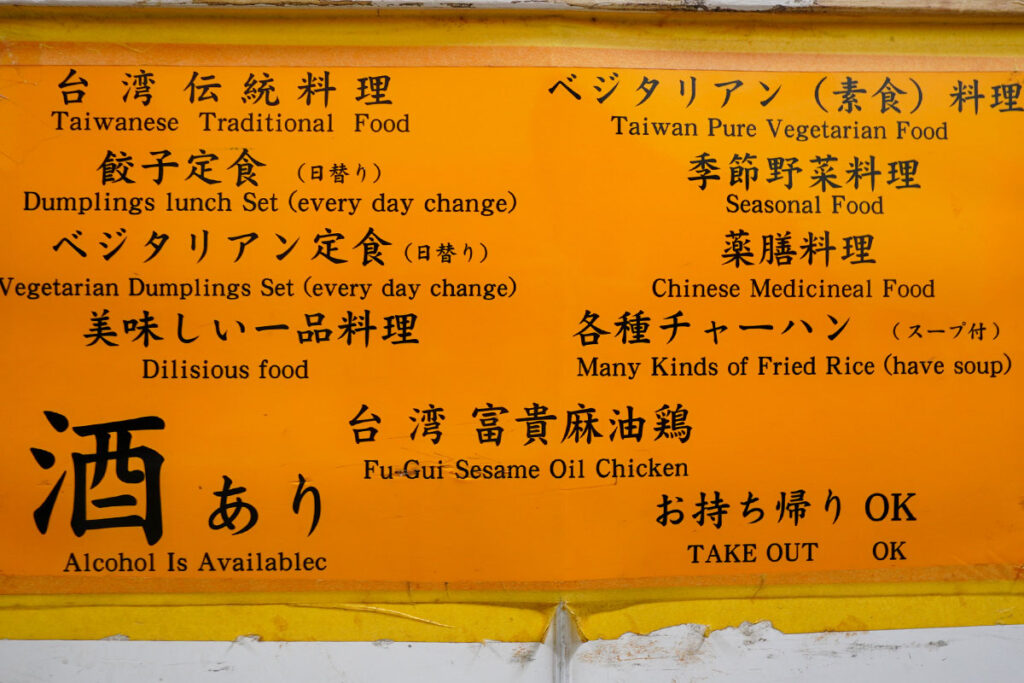 台湾伝統料理
Taiwanese Traditional Food
餃子定食 (日替り)
Dumplings lunch Set (every day change)
ベジタリアン定食 (日替り)
Vegetarian Dumplings Set (every day change)
美味しい一品料理
Dilisious food
ベジタリアン (素食) 料理
Taiwan Pure Vegetarian Food
季節野菜料理
Seasonal Food
薬膳料理
Chinese Medicineal Food
各種チャーハン (スープ付)
Many Kinds of Fried Rice (have soup)
台湾富貴麻油鶏
Fu-Gui Sesame Oil Chicken
酒あり
Alcohol Is Availablec
お持ち帰り OK
TAKE OUT OK